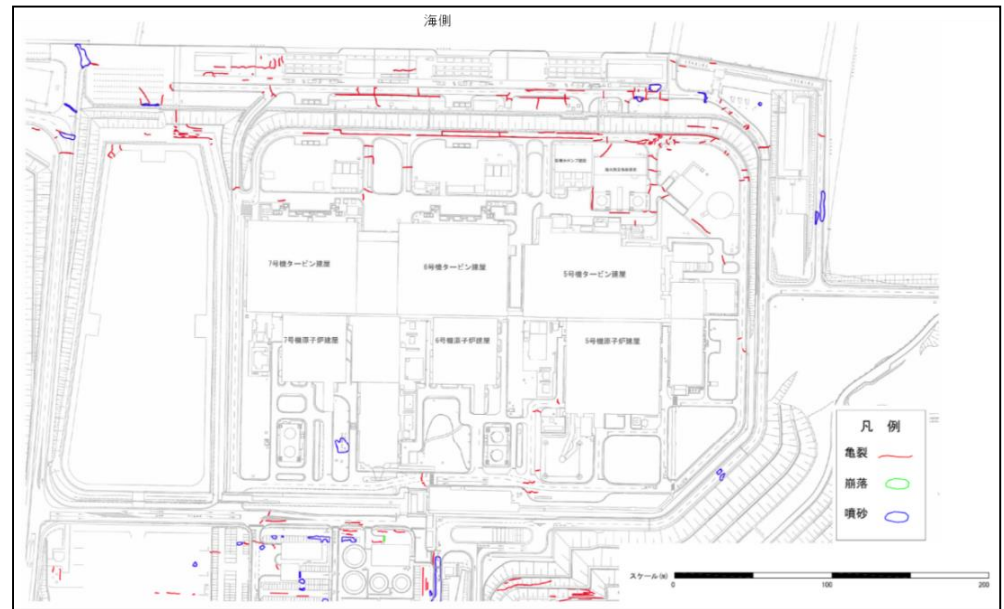 海側
7号機タービン建屋
6号機タービン建屋
5号機タービン建屋
7号機原子炉建屋
6号機原子炉建屋
5号機原子炉建屋
凡 例
亀裂
崩落
噴砂
スケール(m)
0
100
200